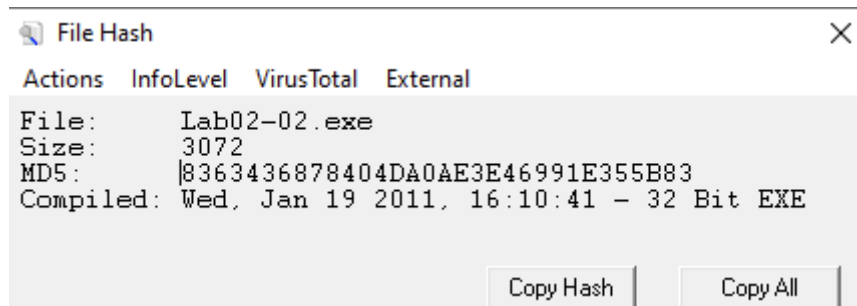 File Hash
Actions InfoLevel VirusTotal External
File: Lab02-02.exe
Size: 3072
MD5: 8363436878404DA0AE3E46991E355B83
Compiled: Wed, Jan 19 2011, 16:10:41 – 32 Bit EXE
Copy Hash Copy All